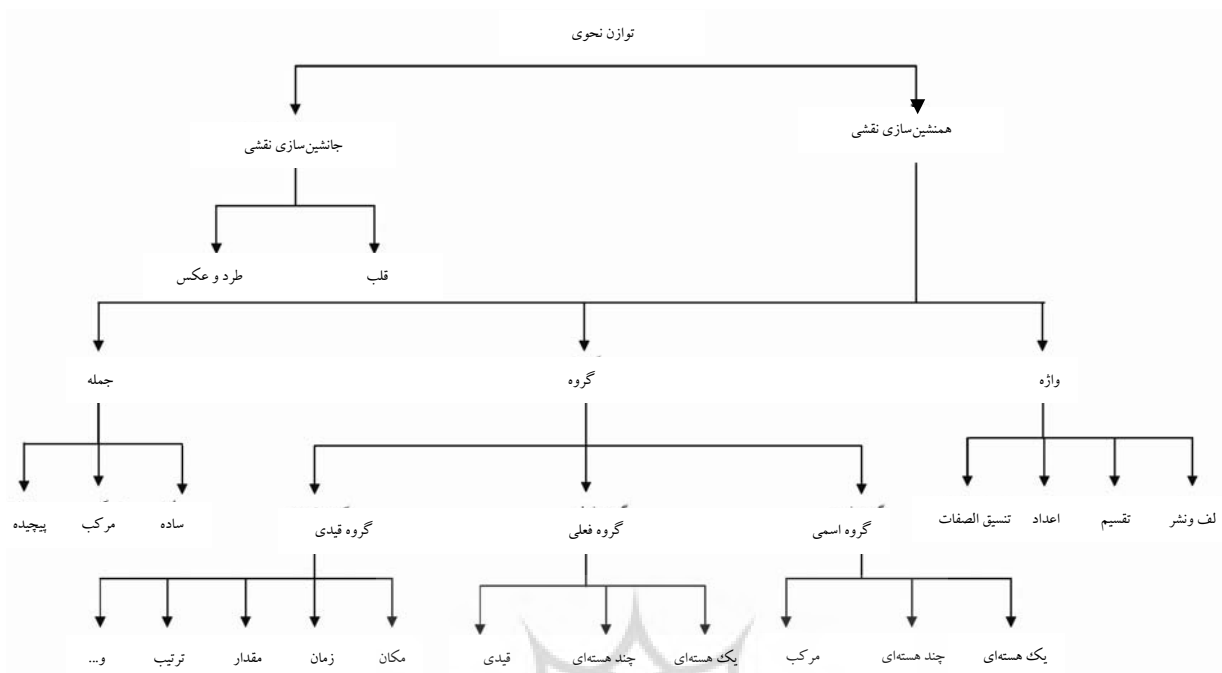 توازن نحوی
همنشین‌سازی نقشی
جانشین‌سازی نقشی
قلب
طرد و عکس
واژه
گروه
جمله
لف ونشر
تقسیم
اعداد
تنسیق الصفات
گروه اسمی
گروه فعلی
گروه قیدی
ساده
مرکب
پیچیده
یک هسته‌ای
چند هسته‌ای
مرکب
یک هسته‌ای
چند هسته‌ای
قیدی
مکان
زمان
مقدار
ترتیب
و...